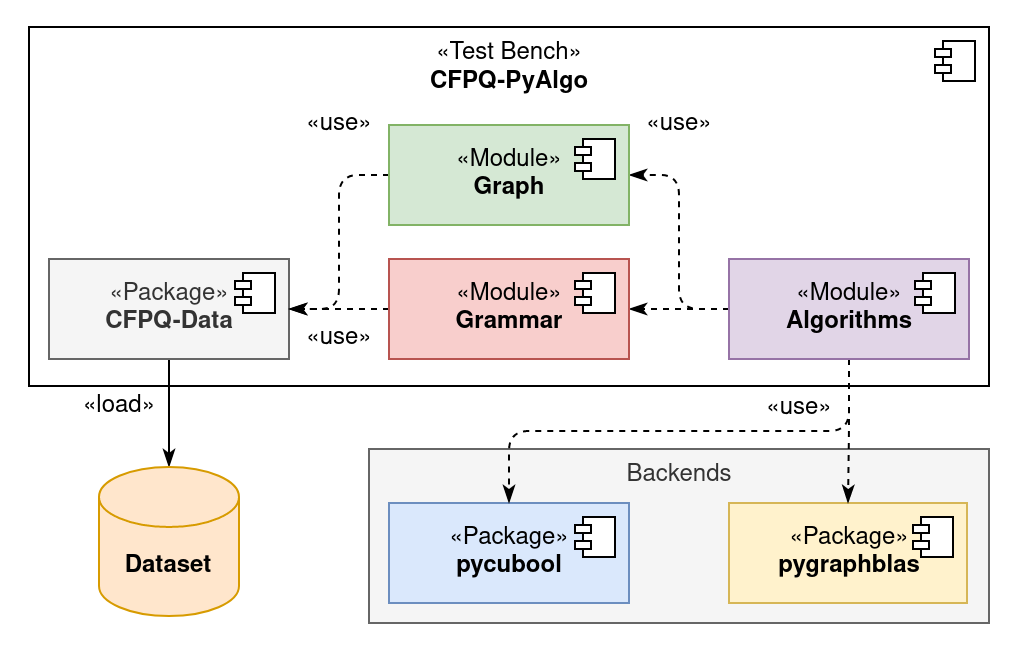 «Test Bench»
CFPQ-PyAlgo
«use»
«use»
«Module»
Graph
«Package»
CFPQ-Data
«Module»
Grammar
«Module»
Algorithms
«use»
«load»
«use»
Backends
Dataset
«Package»
pycubool
«Package»
pygraphblas